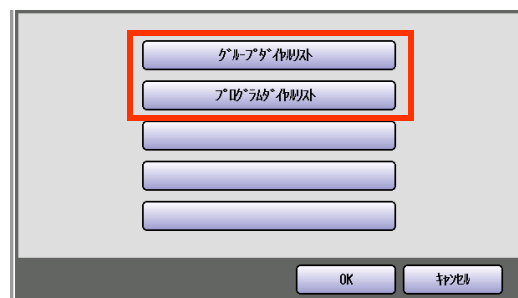 ｸﾞﾙｰﾌﾟﾀﾞｲﾔﾙﾘｽﾄ
ﾌﾟﾛｸﾞﾗﾑﾀﾞｲﾔﾙﾘｽﾄ
OK ｷｬﾝｾﾙ